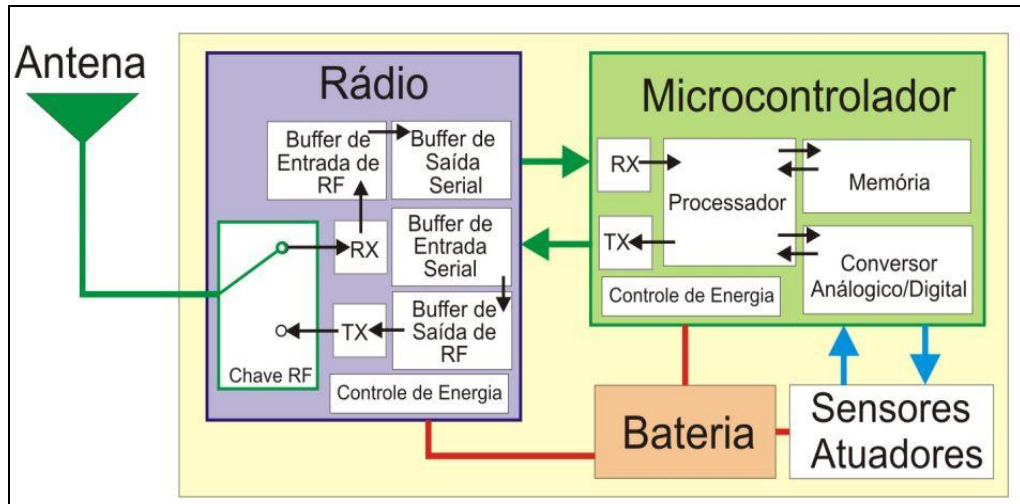 Antena
Rádio
Buffer de
Entrada de
RF
Buffer de
Saída
Serial
RX
Buffer de
Entrada
Serial
TX
Buffer de
Saída de
RF
Chave RF
Controle de Energia
Microcontrolador
RX
TX
Processador
Memória
Conversor
Análogico/Digital
Controle de Energia
Bateria
Sensores
Atuadores